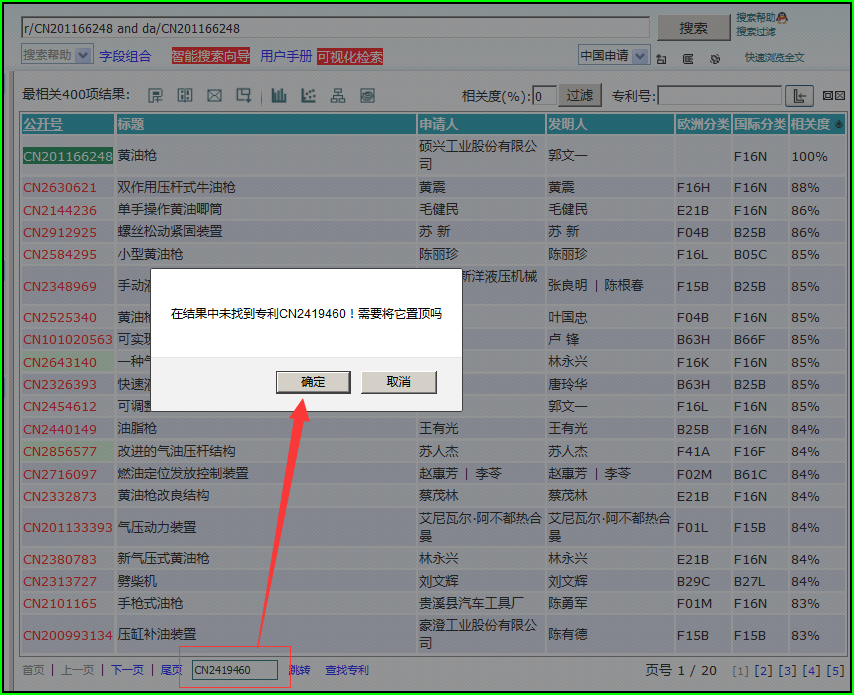 r/CN201166248 and da/CN201166248
搜索
搜索帮助
搜索过滤
搜索帮助 字段组合 智能搜索向导 用户手册 可视化检索
中国申请
快速浏览全文
最相关400项结果:
相关度(%):0 过滤 专利号:
公开号 标题 申请人 发明人 欧洲分类 国际分类 相关度
CN201166248 黄油枪 硕兴工业股份有限公司 郭文一 F16N 100%
CN2630621 双作用压杆式牛油枪 黄震 黄震 F16H F16N 88%
CN2144236 单手操作黄油唧筒 毛健民 毛健民 E21B F16N 86%
CN2912925 螺丝松动紧固装置 苏 新 苏 新 F04B B25B 86%
CN2584295 小型黄油枪 陈丽珍 陈丽珍 F16L B05C 85%
CN2348969 手动 新洋液压机械 张良明 | 陈根春 F15B B25B 85%
CN2525340 黄油 叶国忠 F04B F16N 85%
CN101020563 可实 卢 锋 B63H B66F 85%
CN2643140 一种 林永兴 F16K F16N 85%
CN2326393 快速 唐玲华 B63H B25B 85%
CN2454612 可调 郭文一 F16L F16N 85%
CN2440149 油脂枪 王有光 王有光 B25B F16N 84%
CN2856577 改进的气油压杆结构 苏人杰 苏人杰 F41A F16F 84%
CN2716097 燃油定位发放控制装置 赵惠芳 | 李苓 赵惠芳 | 李苓 F02M B61C 84%
CN2332873 黄油枪改良结构 蔡茂林 蔡茂林 E21B F16N 84%
CN201133393 气压动力装置 艾尼瓦尔·阿不都热合曼 艾尼瓦尔·阿不都热合曼 F01L F15B 84%
CN2380783 新气压式黄油枪 林永兴 林永兴 E21B F16N 84%
CN2313727 劈柴机 刘文辉 刘文辉 B29C B27L 84%
CN2101165 手枪式油枪 贵溪县汽车工具厂 陈勇军 F01M F16N 83%
CN200993134 压缸补油装置 豪澄工业股份有限公司 陈有德 F15B F15B 83%
在结果中未找到专利CN2419460！需要将它置顶吗
确定 取消
首页 | 上一页 | 下一页 | 尾页 CN2419460 跳转 查找专利
页号 1 / 20 [1] [2] [3] [4] [5]